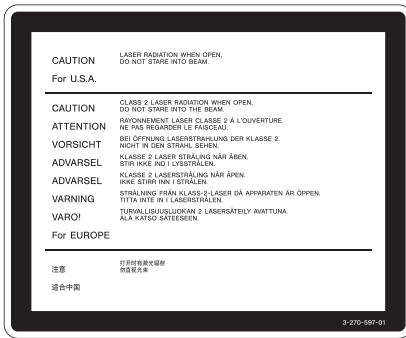 CAUTION
LASER RADIATION WHEN OPEN,
DO NOT STARE INTO BEAM.
For U.S.A.
CAUTION
CLASS 2 LASER RADIATION WHEN OPEN,
DO NOT STARE INTO THE BEAM.
ATTENTION
RAYONNEMENT LASER CLASSE 2 Á L'OUVERTURE.
NE PAS REGARDER LE FAISCEAU.
VORSICHT
BEI ÖFFNUNG LASERSTRAHLUNG DER KLASSE 2.
NICHT IN DEN STRAHL SEHEN.
ADVARSEL
KLASSE 2 LASER STRÅLING NÅR ÅBEN.
STIR IKKE IND I LYSSTRÅLEN.
ADVARSEL
KLASSE 2 LASERSTRÅLING NÅR ÅPEN.
IKKE STIRR INN I STRÅLEN.
VARNING
STRÅLNING FRÅN KLASS-2-LASER DÅ APPARATEN ÄR ÖPPEN.
TITTA INTE IN I LASERSTRÅLEN.
VARO!
TURVALLISUUSLUOKAN 2 LASERSÄTEILY AVATTUNA.
ÄLÄ KATSO SÄTEESEEN.
For EUROPE
注意
打开时有激光辐射
勿直视光束
适合中国
3-270-597-01